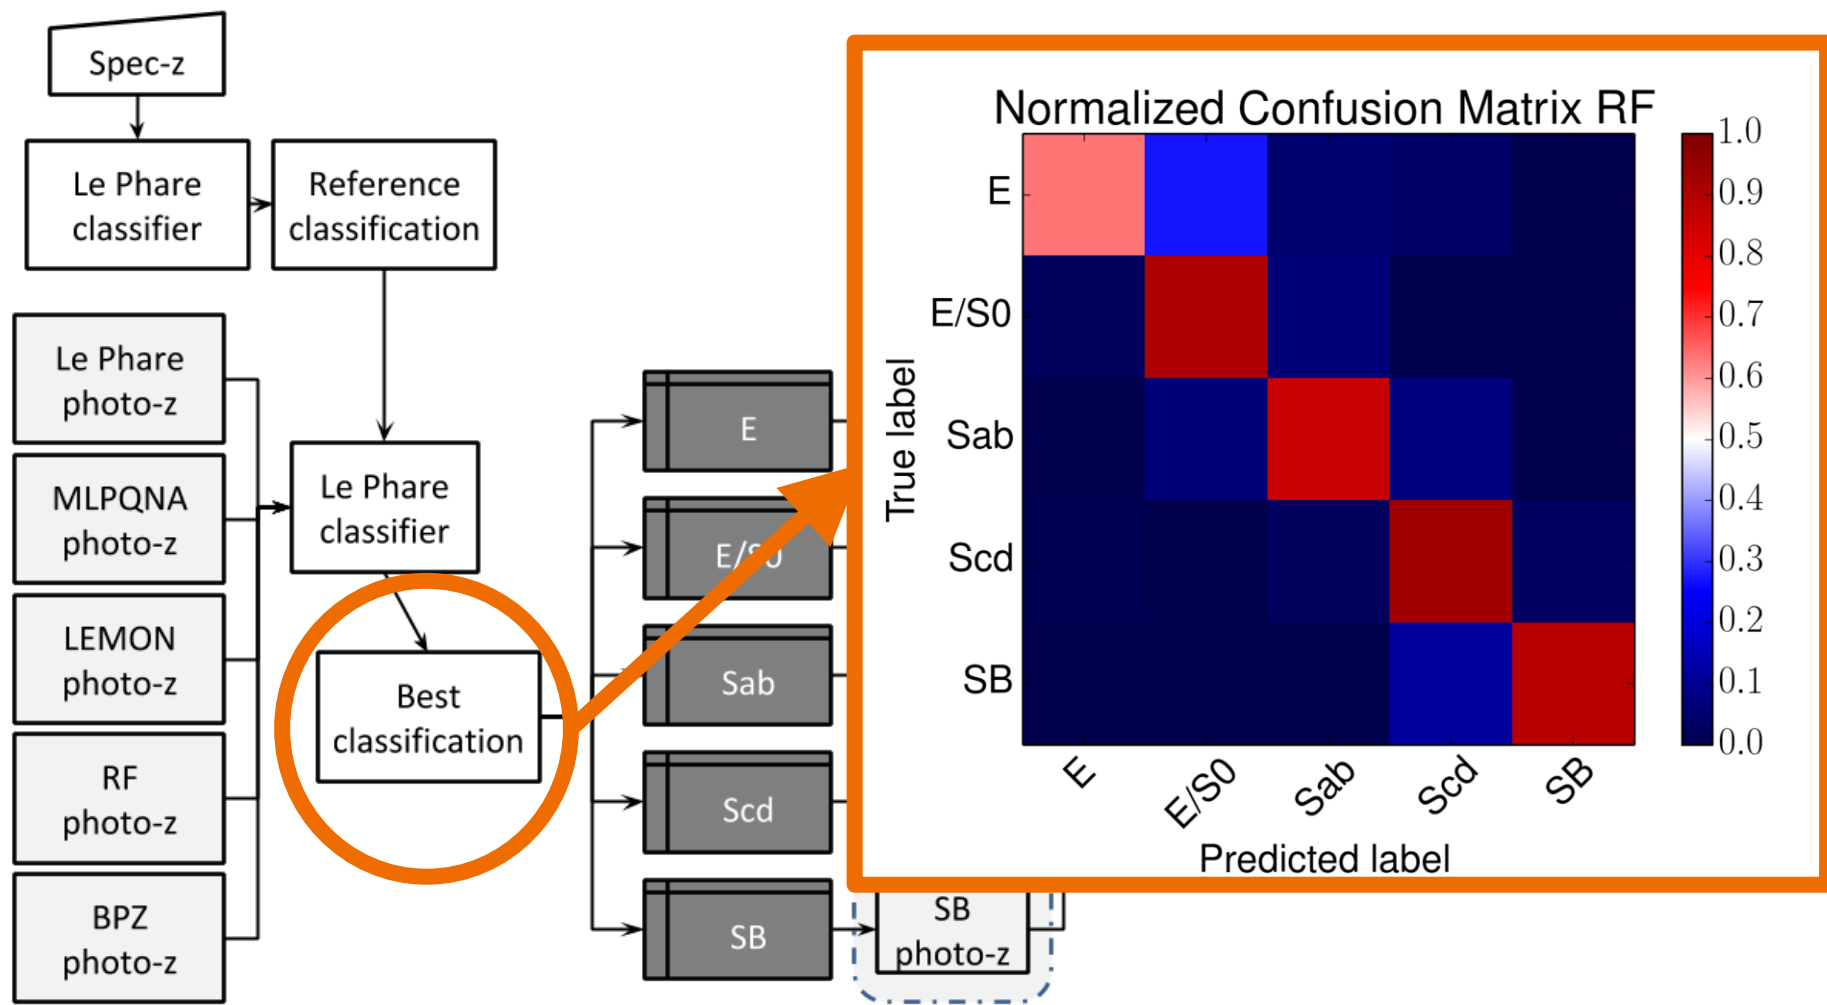 Spec-z
Le Phare
classifier
Reference
classification
Le Phare
photo-z
MLPQNA
photo-z
LEMON
photo-z
RF
photo-z
BPZ
photo-z
Le Phare
classifier
Best
classification
E
E/S0
Sab
Scd
SB
SB
photo-z
Normalized Confusion Matrix RF
True label
E
E/S0
Sab
Scd
SB
E
E/S0
Sab
Scd
SB
Predicted label
1.0
0.9
0.8
0.7
0.6
0.5
0.4
0.3
0.2
0.1
0.0